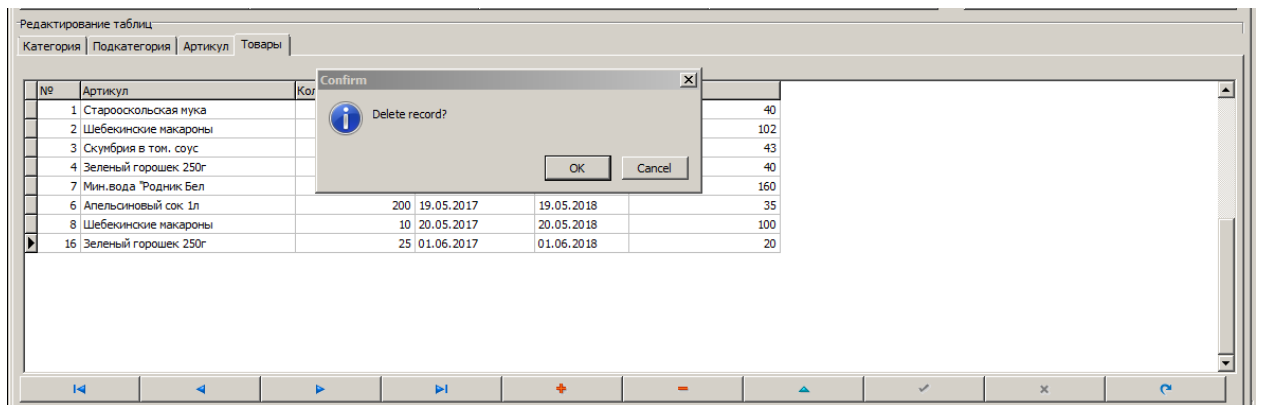 Редактирование таблиц
Категория Подкатегория Артикул Товары
Confirm
№ Артикул Кол
Delete record?
1 Старооскольская мука 40
2 Шебекинские макароны 102
3 Скумбрия в том. соус 43
4 Зеленый горошек 250г 40
OK Cancel
7 Мин.вода "Родник Бел 160
6 Апельсиновый сок 1л 200 19.05.2017 19.05.2018 35
8 Шебекинские макароны 10 20.05.2017 20.05.2018 100
16 Зеленый горошек 250г 25 01.06.2017 01.06.2018 20